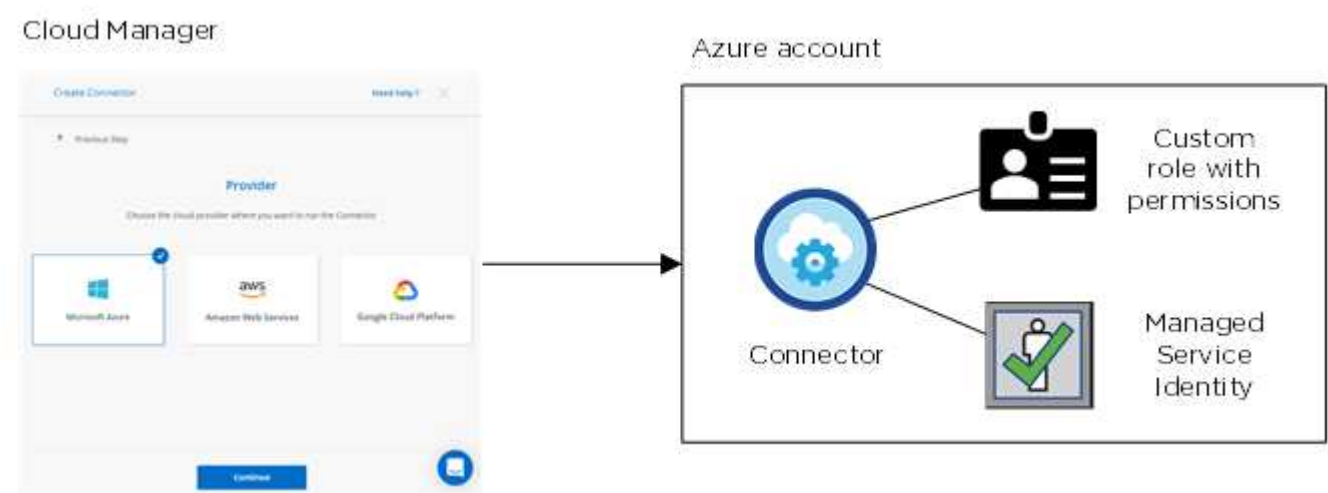 Cloud Manager
Create Connector
Need help?
Previous Step
Provider
Choose the cloud provider where you want to run the Connector
Microsoft Azure
aws
Amazon Web Services
Google Cloud Platform
Continue
Azure account
Connector
Custom
role with
permissions
Managed
Service
Identity